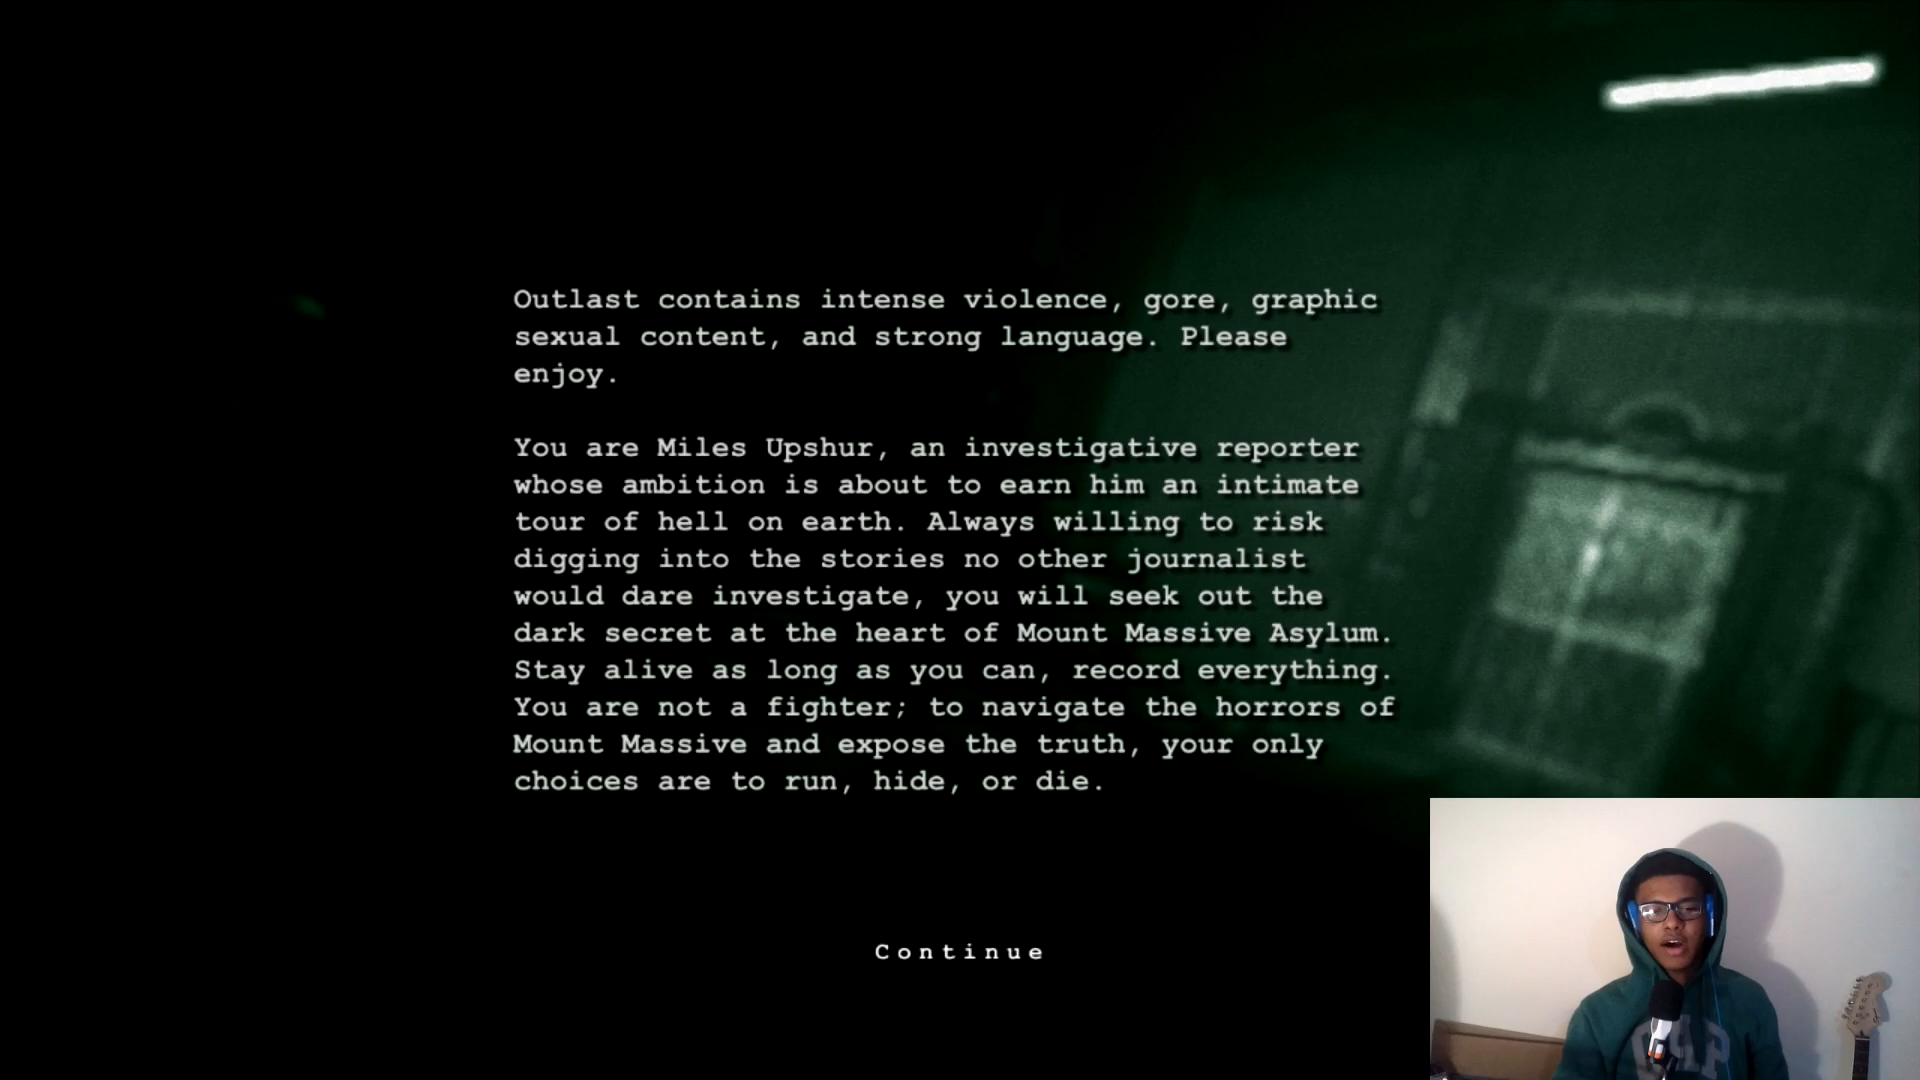 Outlast contains intense violence, gore, graphic
sexual content, and strong language. Please
enjoy.
You are Miles Upshur, an investigative reporter
whose ambition is about to earn him an intimate
tour of hell on earth. Always willing to risk
digging into the stories no other journalist
would dare investigate, you will seek out the
dark secret at the heart of Mount Massive Asylum.
Stay alive as long as you can, record everything.
You are not a fighter; to navigate the horrors of
Mount Massive and expose the truth, your only
choices are to run, hide, or die.
Continue
GAP